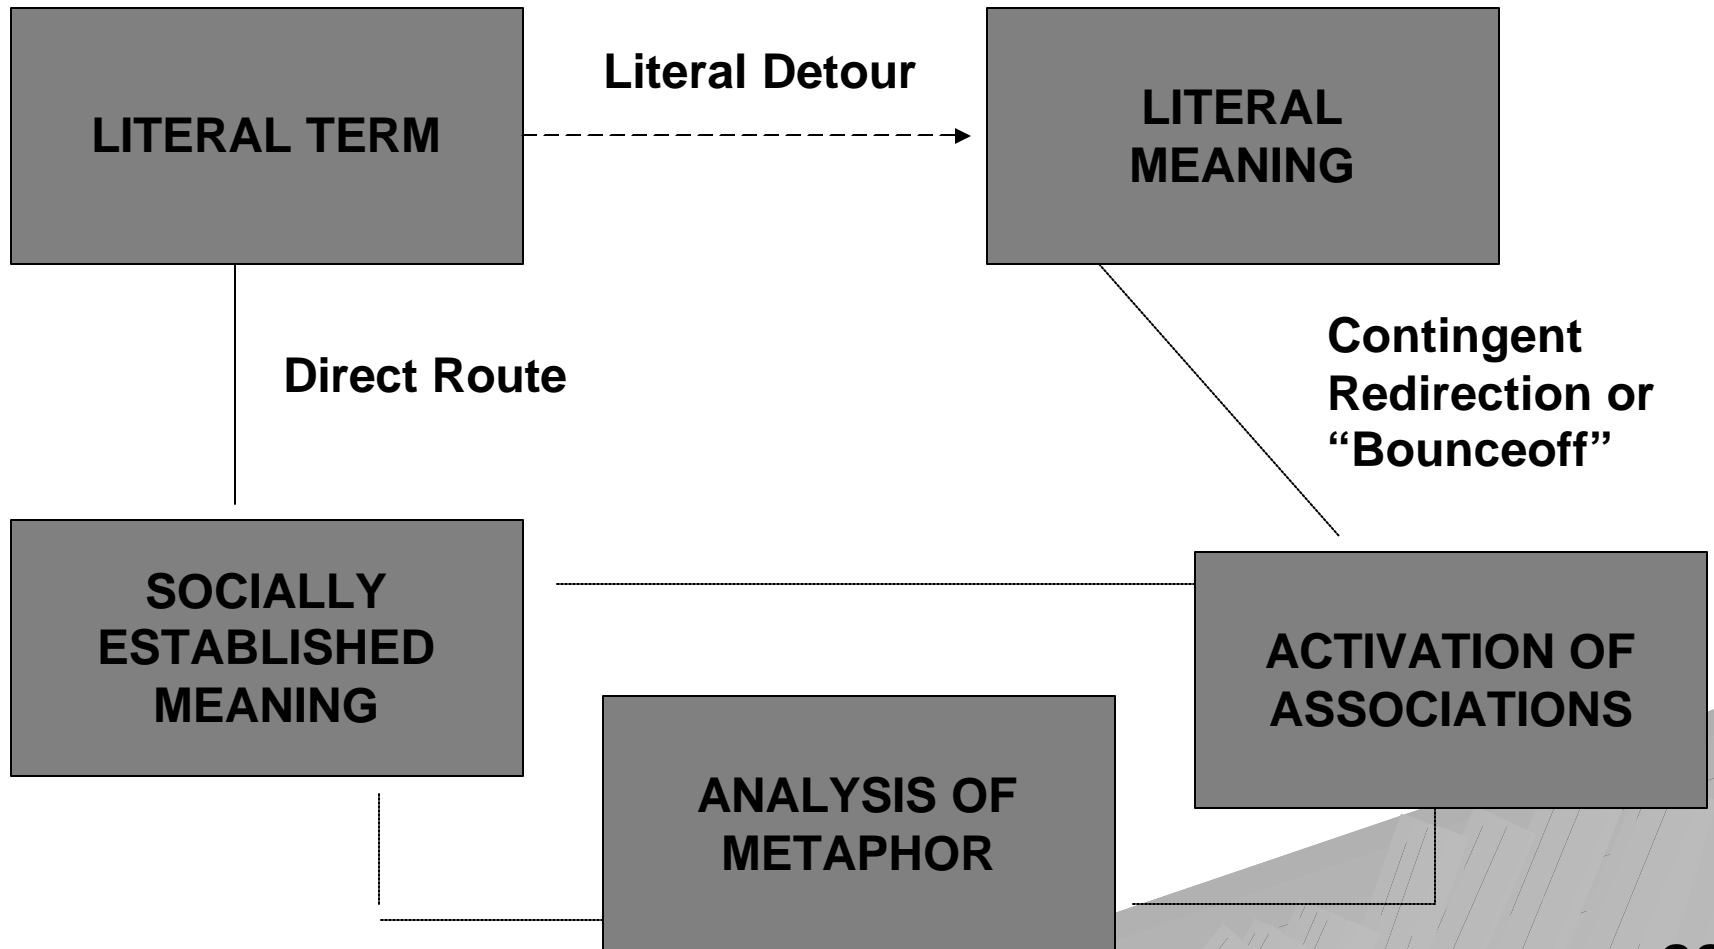 LITERAL TERM
Literal Detour
LITERAL
MEANING
Direct Route
Contingent
Redirection or
“Bounceoff”
SOCIALLY
ESTABLISHED
MEANING
ACTIVATION OF
ASSOCIATIONS
ANALYSIS OF
METAPHOR